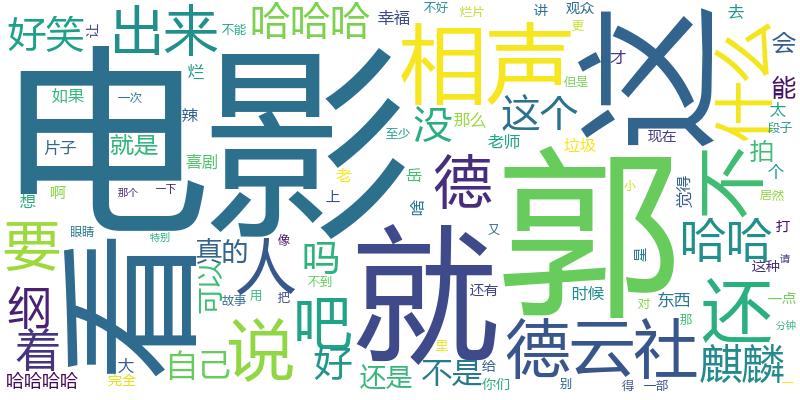 好笑
让
出来
哈哈哈
幸福
不好
烂片
讲
观众
去
不能
更
会
电影
相声
这
什么
才
能
烂
但是
如果
一次
辣
没
那么
这个
太
段子
至少
老师
垃圾
现在
拍
片子
就是
喜剧
个
想
啊
那个
一下
老
岳
德
郭
觉得
不
居然
上
啥
小
要
眼睛
特别
像
又
打
看
真的
人
吗
就
是
哈哈
这种
请
不到
还有
纲
可以
故事
用
把
时候
东西
对
那
还
一点
着
吧
德云社
分钟
说
大
自己
好
里
麒麟
哈哈哈哈
完全
还是
不是
给
你们
别
得
一部
一